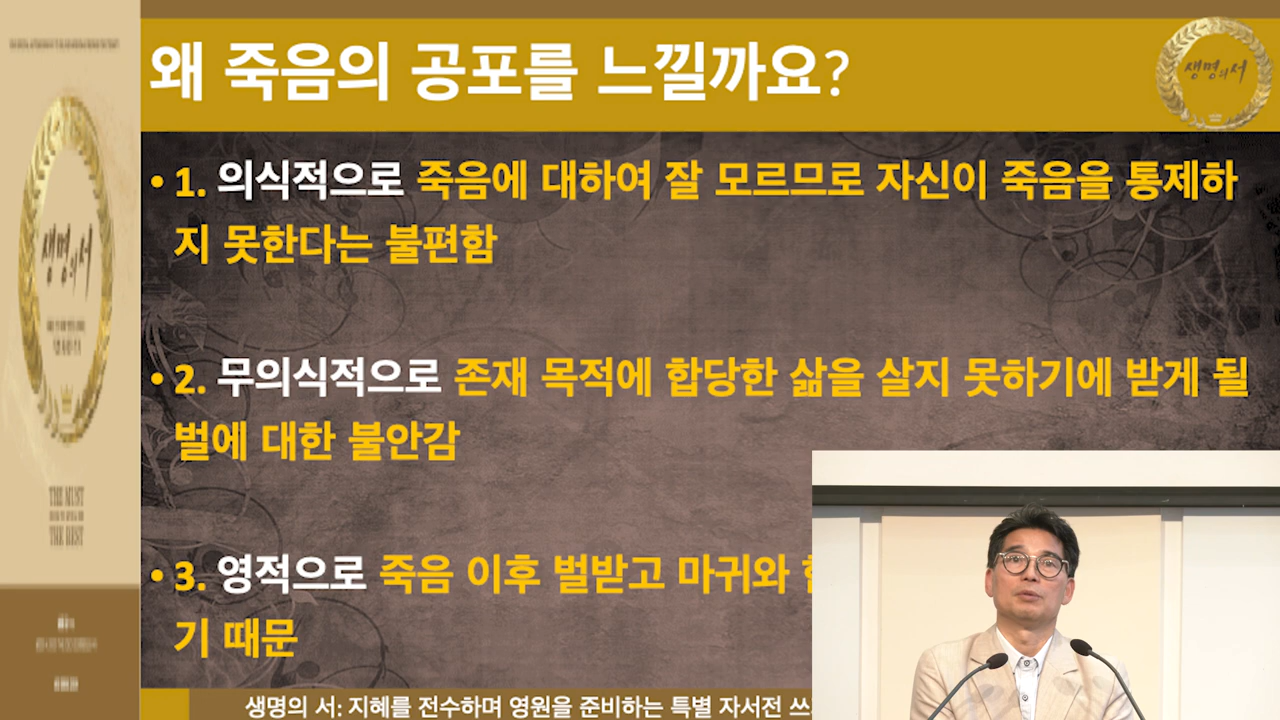 왜 죽음의 공포를 느낄까요?
생명의서
• 1. 의식적으로 죽음에 대하여 잘 모르므로 자신이 죽음을 통제하
지 못한다는 불편함
• 2. 무의식적으로 존재 목적에 합당한 삶을 살지 못하기에 받게 될
벌에 대한 불안감
• 3. 영적으로 죽음 이후 벌받고 마귀와
기 때문
생명의 서: 지혜를 전수하며 영원을 준비하는 특별 자서전
생명의서
THE MUST
THE BEST